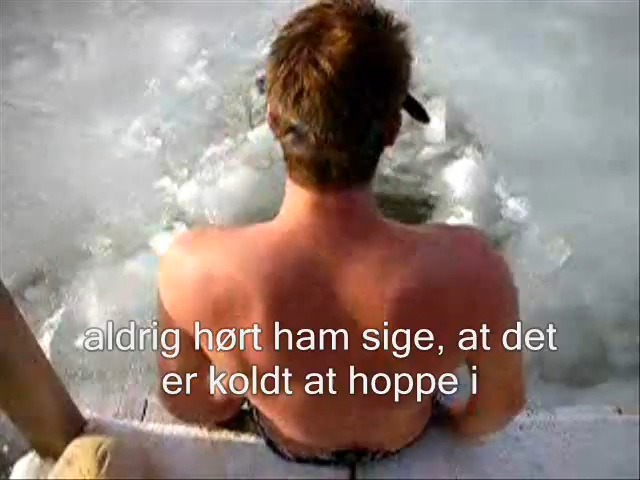 aldrig hørt ham sige, at det
er koldt at hoppe i